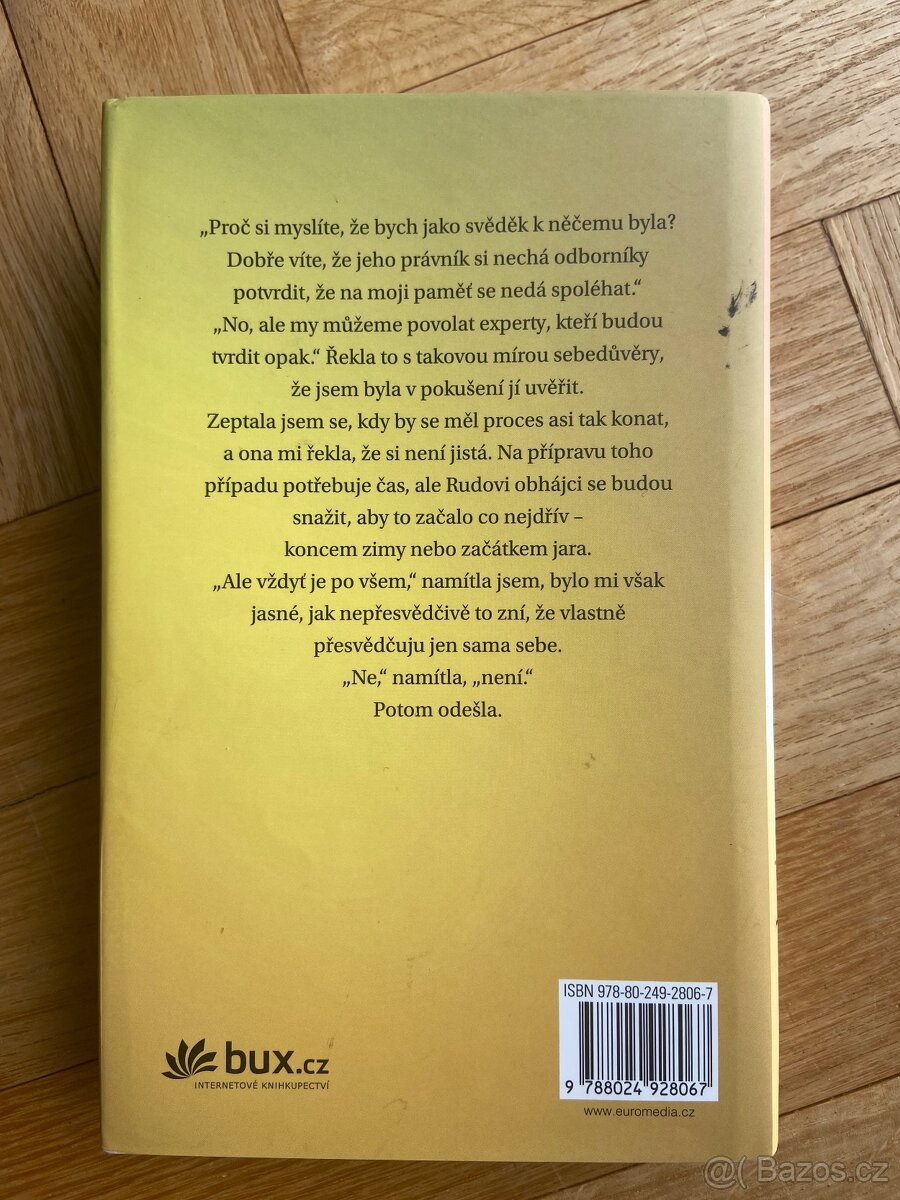 „Proč si myslíte, že bych jako svědek k něčemu byla?
Dobře víte, že jeho právník si nechá odborníky
potvrdit, že na moji paměť se nedá spoléhat.“
„No, ale my můžeme povolat experty, kteří budou
tvrdit opak.“ Řekla to s takovou mírou sebedůvěry,
že jsem byla v pokušení jí uvěřit.
Zeptala jsem se, kdy by se měl proces asi tak konat,
a ona mi řekla, že si není jistá. Na přípravu toho
případu potřebuje čas, ale Rudovi obhájci se budou
snažit, aby to začalo co nejdřív –
koncem zimy nebo začátkem jara.
„Ale vždyť je po všem,“ namítla jsem, bylo mi však
jasné, jak nepřesvědčivě to zní, že vlastně
přesvědčuju jen sama sebe.
„Ne,“ namítla, „není.“
Potom odešla.
ISBN 978-80-249-2806-7
9 788024 928067
www.euromedia.cz
bux.cz
INTERNETOVÉ KNIHKUPECTVÍ
@( Bazos.cz